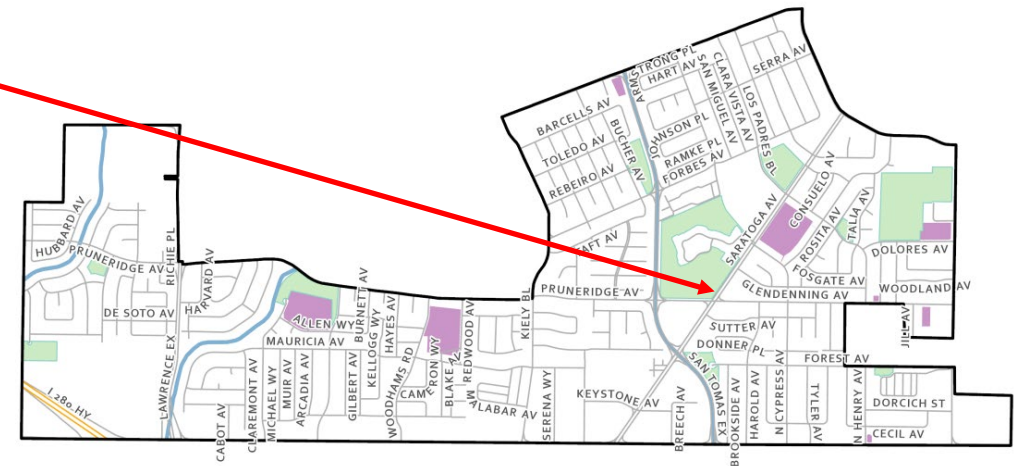 ARMSTRONG PL
HART AV
SAN MIGUEL AV
CLARA VISTA AV
LOS PADRES BL
SERRA AV
BARCELLS AV
BUCHER AV
JOHNSON PL
TOLEDO AV
RAMKE PL
FORBES AV
REBEIRO AV
CONSUELO AV
SARATOGA AV
ROSITA AV
TALIA AV
HUBBARD AV
PRUNERIDGE AV
RICHIE PL
HARVARD AV
TAFT AV
DOLORES AV
FOSGATE AV
WOODLAND AV
GLENDENNING AV
PRUNERIDGE AV
KIELY BL
DE SOTO AV
BURNETT AV
ALLEN WY
KELLOGG WY
HAYES AV
REDWOOD AV
JILL AV
SUTTER AV
MAURICIA AV
DONNER PL
FOREST AV
LAWRENCE EX
I 280 HY
CLAREMONT AV
MICHAEL WY
MUIR AV
ARCADIA AV
GILBERT AV
WOODHAMS RD
CAMERON WY
BLAKE AV
MALABAR AV
SERENA WY
KEYSTONE AV
SAN TOMAS EX
CABOT AV
BREECH AV
BROOKSIDE AV
HAROLD AV
N CYPRESS AV
TYLER AV
N HENRY AV
DORCICH ST
CECIL AV